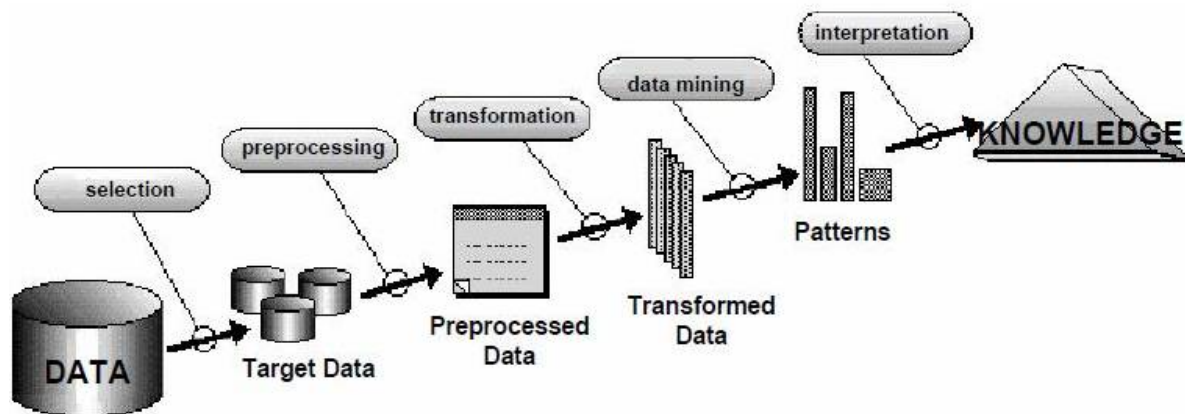 interpretation
data mining
transformation
preprocessing
selection
KNOWLEDGE
Patterns
Transformed
Data
Preprocessed
Data
Target Data
DATA